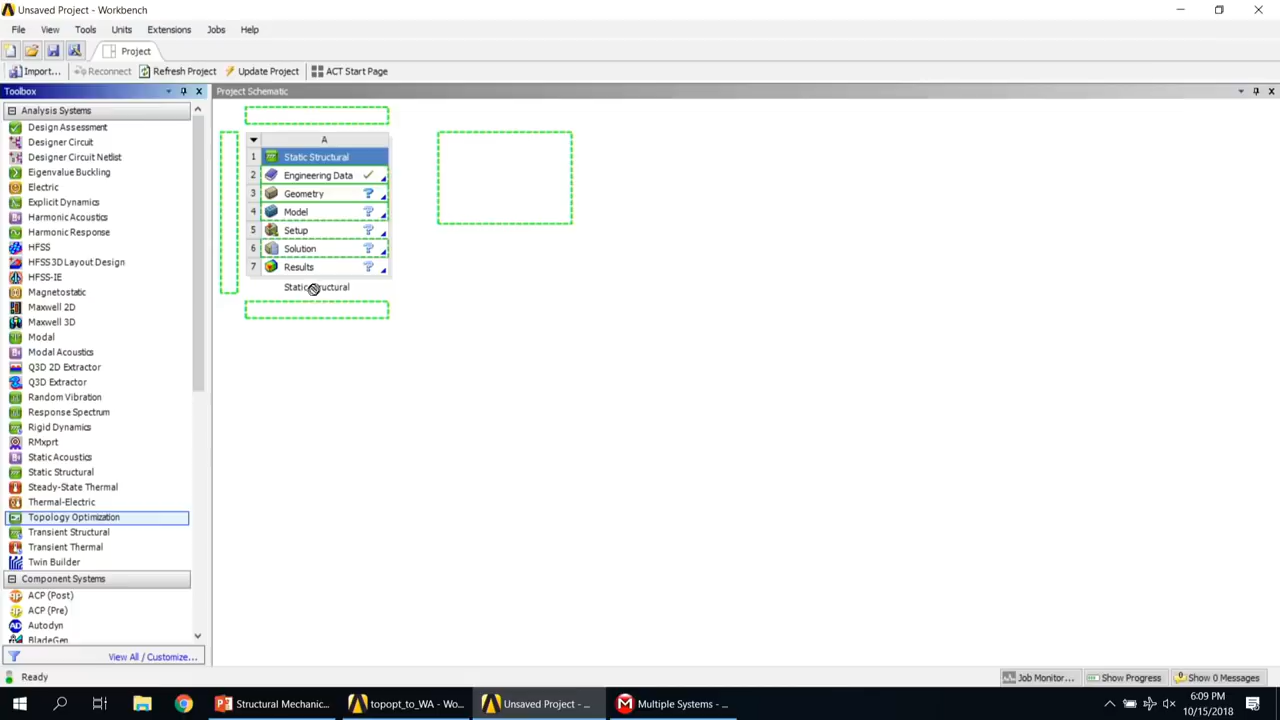 Unsaved Project - Workbench
File View Tools Units Extensions Jobs Help
Project
Import... Reconnect Refresh Project Update Project ACT Start Page
Toolbox
Project Schematic
Analysis Systems
Design Assessment
Designer Circuit
Designer Circuit Netlist
Eigenvalue Buckling
Electric
Explicit Dynamics
Harmonic Acoustics
Harmonic Response
HFSS
HFSS 3D Layout Design
HFSS-IE
Magnetostatic
Maxwell 2D
Maxwell 3D
Modal
Modal Acoustics
Q3D 2D Extractor
Q3D Extractor
Random Vibration
Response Spectrum
Rigid Dynamics
RMxprt
Static Acoustics
Static Structural
Steady-State Thermal
Thermal-Electric
Topology Optimization
Transient Structural
Transient Thermal
Twin Builder
Component Systems
ACP (Post)
ACP (Pre)
Autodyn
BladeGen
View All / Customize...
A
1 Static Structural
2 Engineering Data
3 Geometry ?
4 Model ?
5 Setup ?
6 Solution ?
7 Results ?
Static Structural
Ready
Job Monitor... Show Progress Show 0 Messages
Structural Mechanic...
topopt_to_WA - Wo...
Unsaved Project - ...
Multiple Systems - ...
6:09 PM
10/15/2018